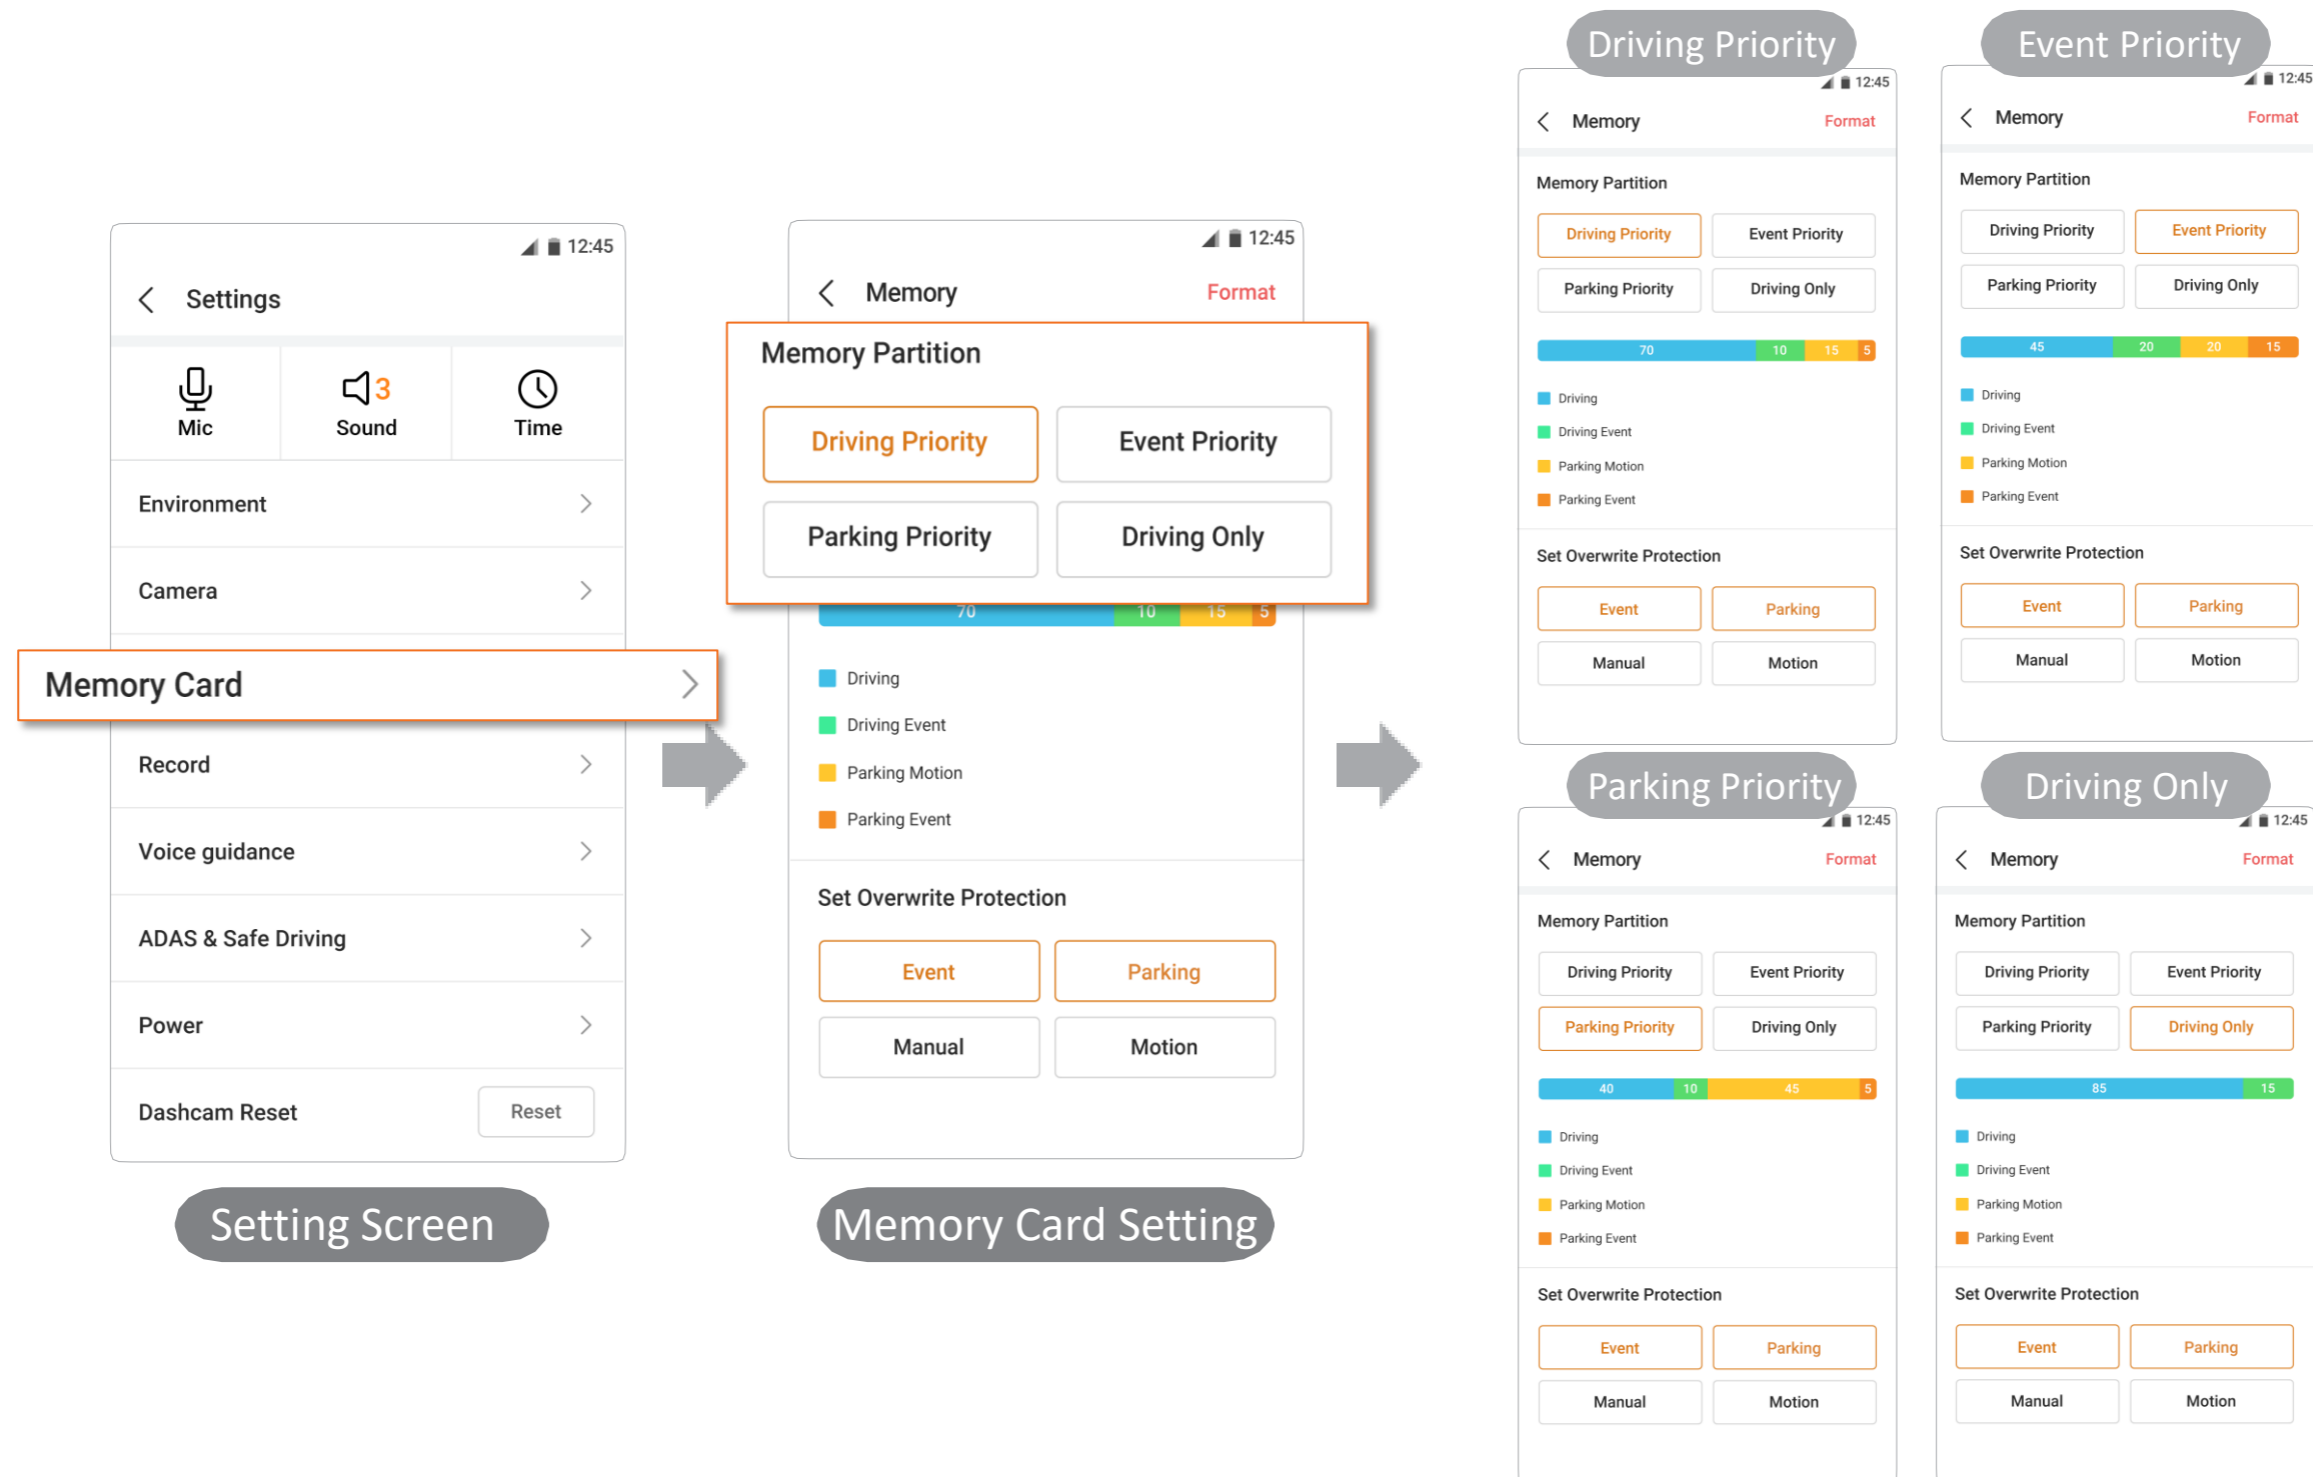 12:45
Settings
3
Mic Sound Time
Environment
Camera
Memory Card
Record
Voice guidance
ADAS & Safe Driving
Power
Dashcam Reset Reset
Setting Screen
12:45
Memory Format
Memory Partition
Driving Priority Event Priority
Parking Priority Driving Only
70 10 15 5
Driving
Driving Event
Parking Motion
Parking Event
Set Overwrite Protection
Event Parking
Manual Motion
Memory Card Setting
Driving Priority
12:45
Memory Format
Memory Partition
Driving Priority Event Priority
Parking Priority Driving Only
70 10 15 5
Driving
Driving Event
Parking Motion
Parking Event
Set Overwrite Protection
Event Parking
Manual Motion
Event Priority
12:45
Memory Format
Memory Partition
Driving Priority Event Priority
Parking Priority Driving Only
45 20 20 15
Driving
Driving Event
Parking Motion
Parking Event
Set Overwrite Protection
Event Parking
Manual Motion
Parking Priority
12:45
Memory Format
Memory Partition
Driving Priority Event Priority
Parking Priority Driving Only
40 10 45 5
Driving
Driving Event
Parking Motion
Parking Event
Set Overwrite Protection
Event Parking
Manual Motion
Driving Only
12:45
Memory Format
Memory Partition
Driving Priority Event Priority
Parking Priority Driving Only
85 15
Driving
Driving Event
Parking Motion
Parking Event
Set Overwrite Protection
Event Parking
Manual Motion